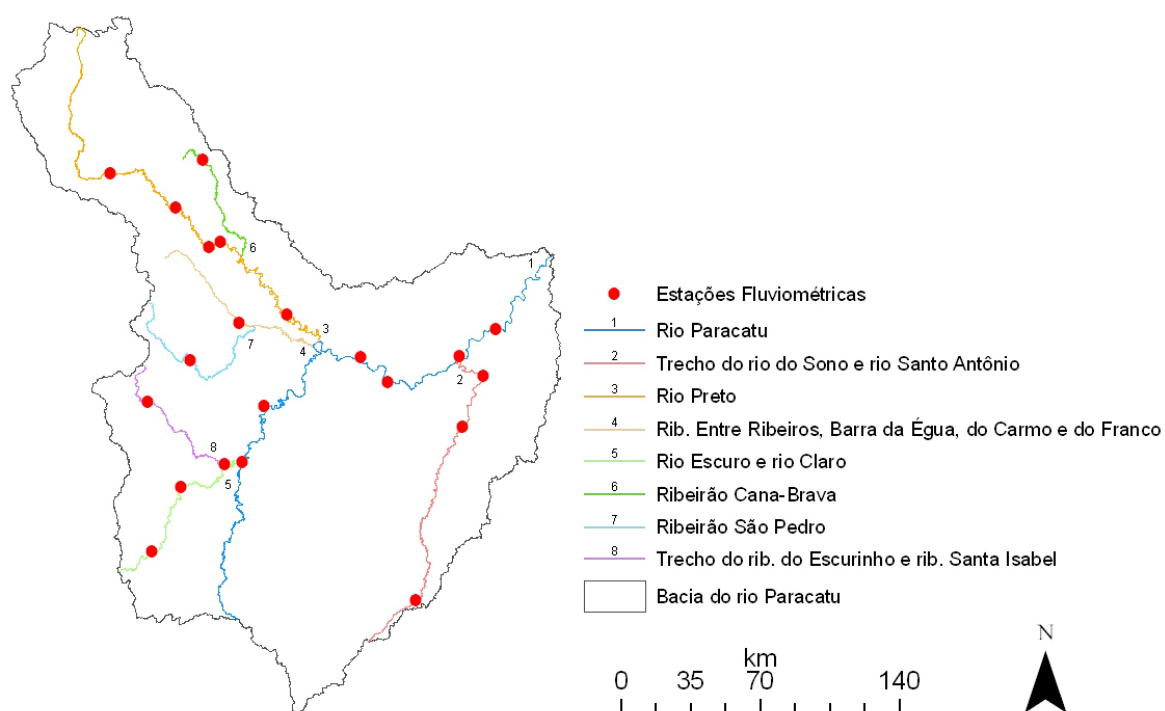 6
1
3
4
7
2
8
5
Estações Fluviométricas
1 Rio Paracatu
2 Trecho do rio do Sono e rio Santo Antônio
3 Rio Preto
4 Rib. Entre Ribeiros, Barra da Égua, do Carmo e do Franco
5 Rio Escuro e rio Claro
6 Ribeirão Cana-Brava
7 Ribeirão São Pedro
8 Trecho do rib. do Escurinho e rib. Santa Isabel
Bacia do rio Paracatu
km
0 35 70 140
N